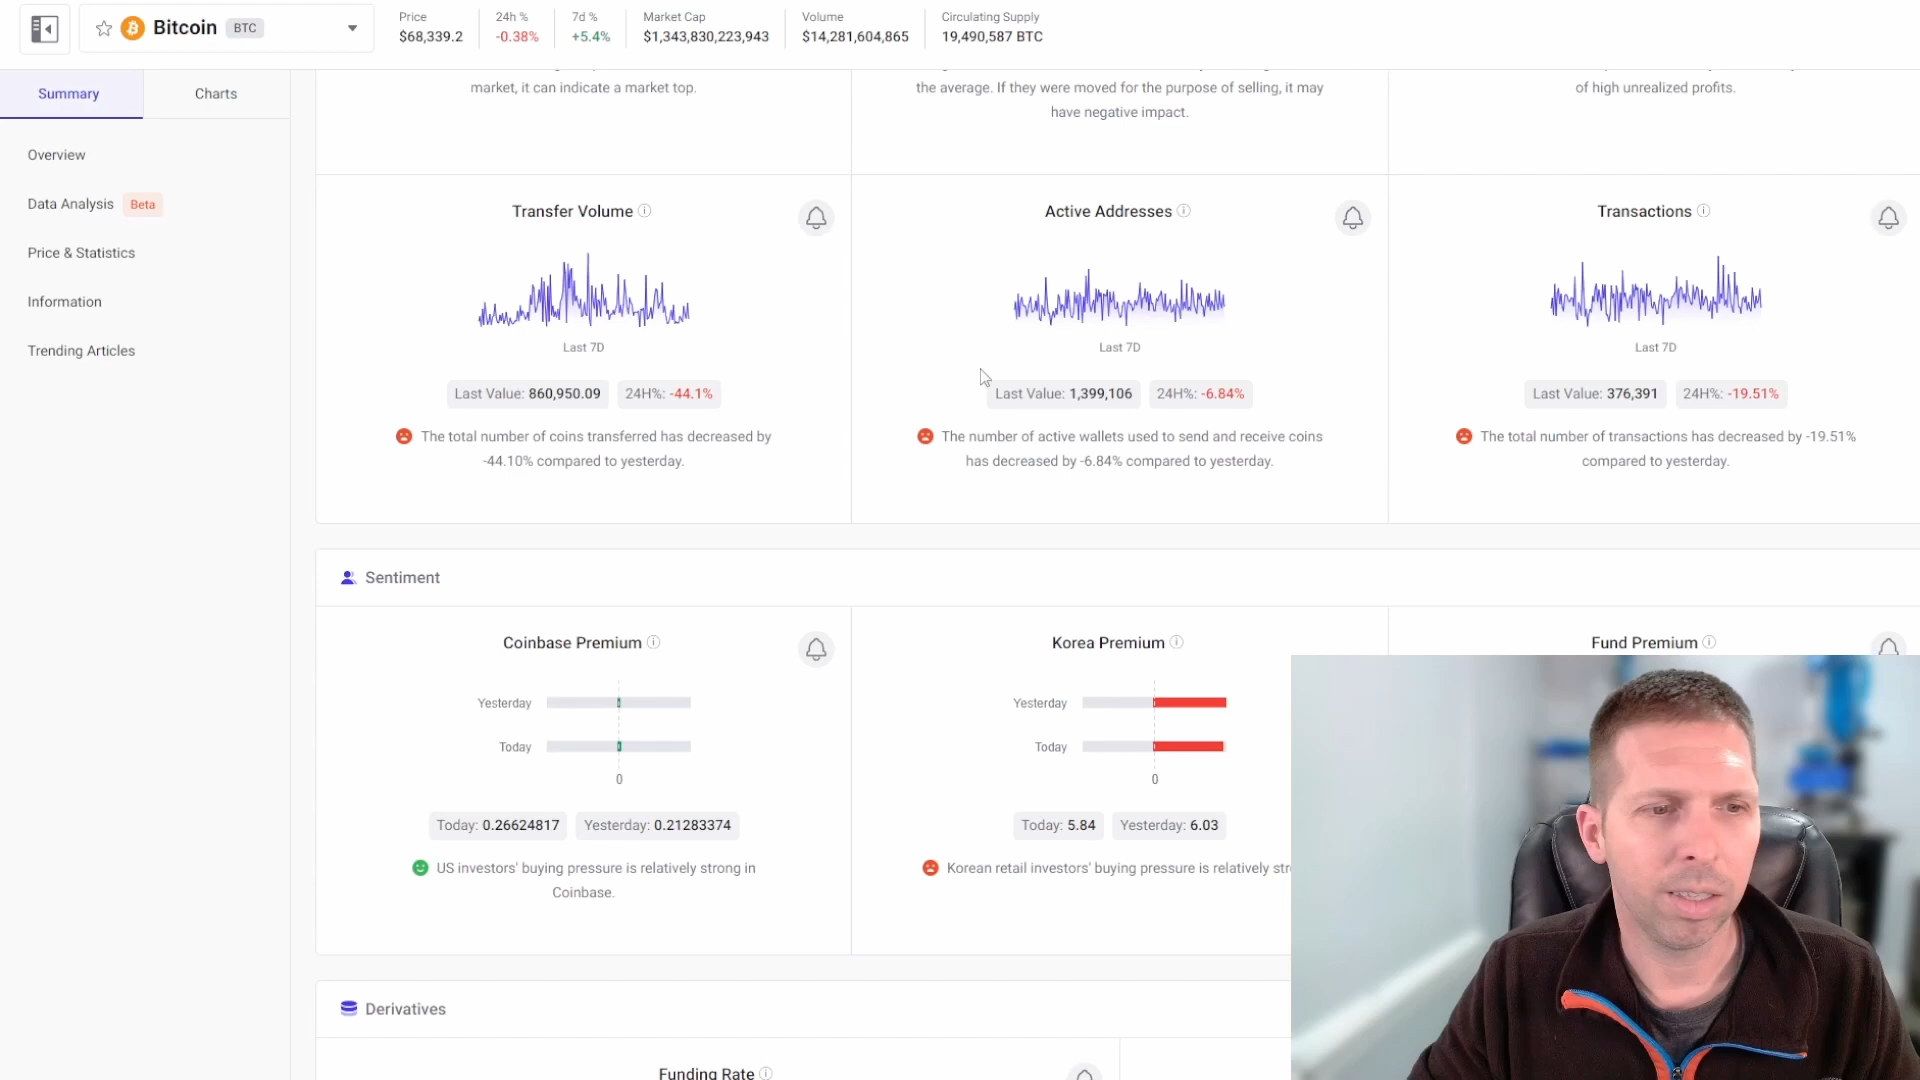 Bitcoin BTC
Price
$68,339.2
24h %
-0.38%
7d %
+5.4%
Market Cap
$1,343,830,223,943
Volume
$14,281,604,865
Circulating Supply
19,490,587 BTC
Summary
Charts
Overview
Data Analysis Beta
Price & Statistics
Information
Trending Articles
market, it can indicate a market top.
the average. If they were moved for the purpose of selling, it may
have negative impact.
of high unrealized profits.
Transfer Volume
Last 7D
Last Value: 860,950.09 24H%: -44.1%
The total number of coins transferred has decreased by
-44.10% compared to yesterday.
Active Addresses
Last 7D
Last Value: 1,399,106 24H%: -6.84%
The number of active wallets used to send and receive coins
has decreased by -6.84% compared to yesterday.
Transactions
Last 7D
Last Value: 376,391 24H%: -19.51%
The total number of transactions has decreased by -19.51%
compared to yesterday.
Sentiment
Coinbase Premium
Yesterday
Today
0
Today: 0.26624817 Yesterday: 0.21283374
US investors' buying pressure is relatively strong in
Coinbase.
Korea Premium
Yesterday
Today
0
Today: 5.84 Yesterday: 6.03
Korean retail investors' buying pressure is relatively
Fund Premium
Derivatives
Funding Rate